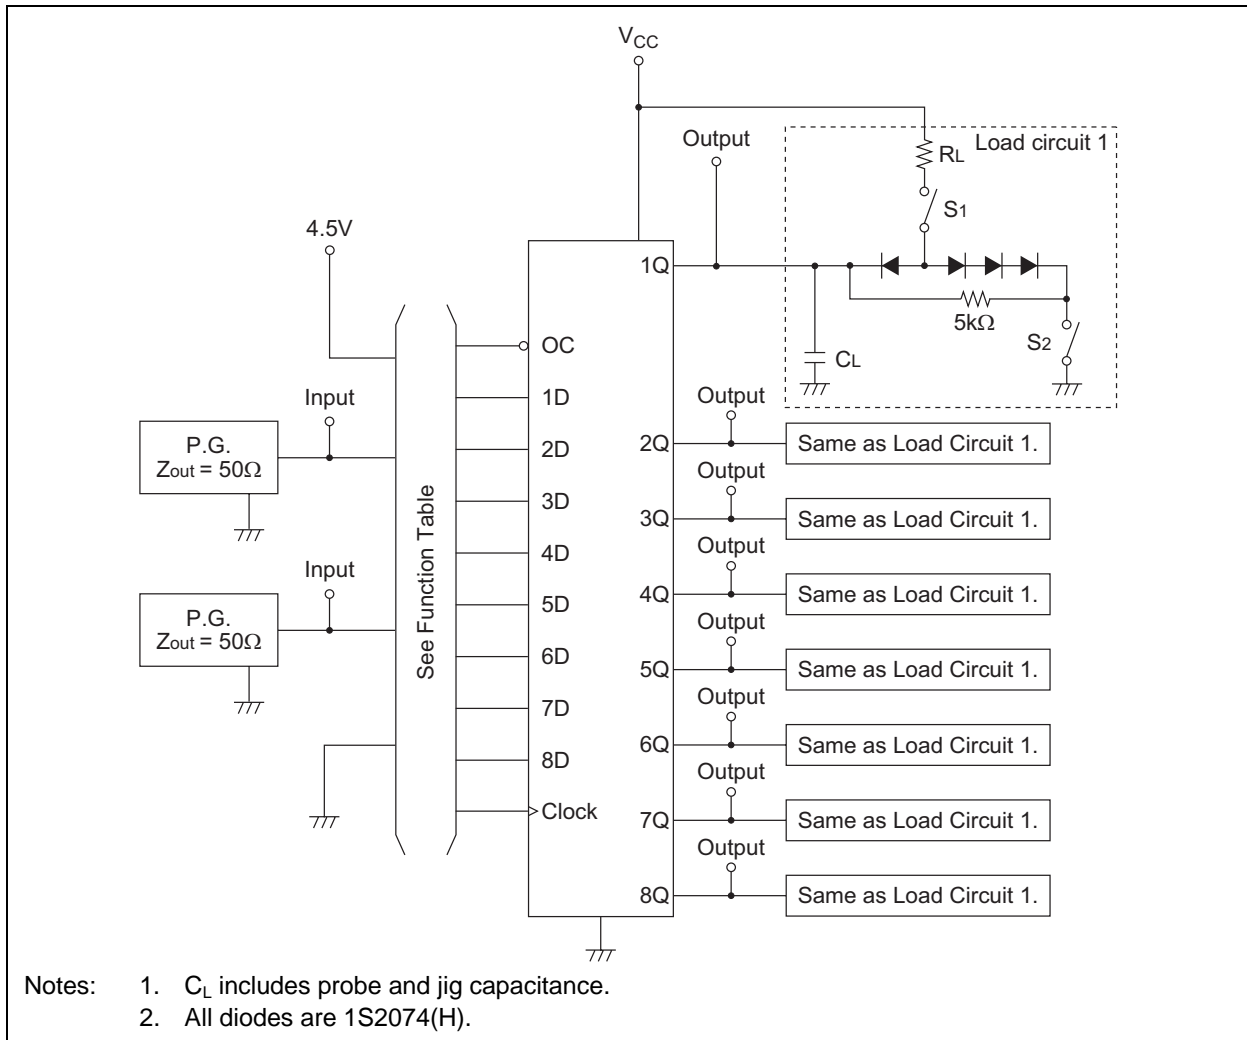 VCC
Output
Load circuit 1
RL
S1
4.5V
1Q
5kΩ
S2
CL
OC
1D
2D
3D
4D
5D
6D
7D
8D
Clock
Input
P.G.
Zout = 50Ω
Input
P.G.
Zout = 50Ω
See Function Table
Output
2Q
Same as Load Circuit 1.
Output
3Q
Same as Load Circuit 1.
Output
4Q
Same as Load Circuit 1.
Output
5Q
Same as Load Circuit 1.
Output
6Q
Same as Load Circuit 1.
Output
7Q
Same as Load Circuit 1.
Output
8Q
Same as Load Circuit 1.
Notes: 1. CL includes probe and jig capacitance.
2. All diodes are 1S2074(H).